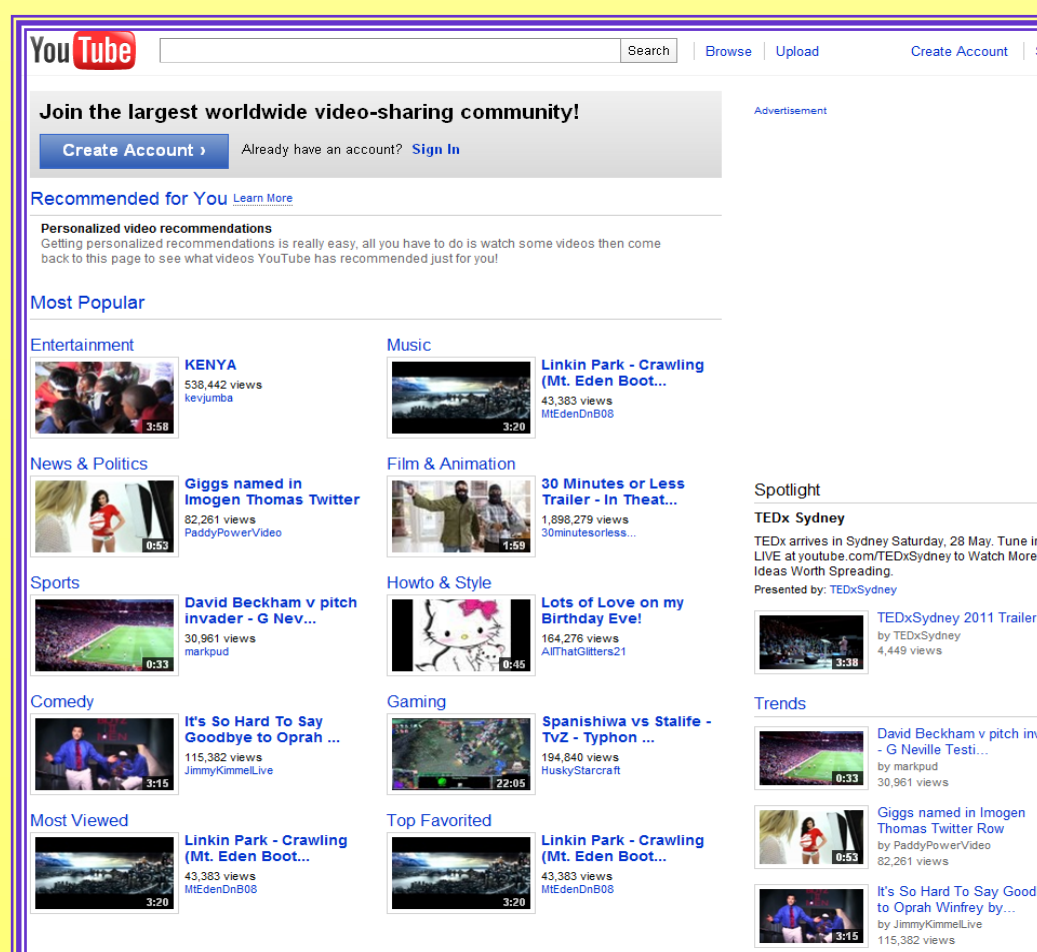 YouTube
Search
Browse
Upload
Create Account
Join the largest worldwide video-sharing community!
Create Account ›
Already have an account? Sign In
Advertisement
Recommended for You Learn More
Personalized video recommendations
Getting personalized recommendations is really easy, all you have to do is watch some videos then come
back to this page to see what videos YouTube has recommended just for you!
Most Popular
Entertainment
3:58
KENYA
538,442 views
kevjumba
Music
3:20
Linkin Park - Crawling
(Mt. Eden Boot...
43,383 views
MtEdenDnB08
News & Politics
0:53
Giggs named in
Imogen Thomas Twitter
82,261 views
PaddyPowerVideo
Film & Animation
1:59
30 Minutes or Less
Trailer - In Theat...
1,898,279 views
30minutesorless...
Sports
0:33
David Beckham v pitch
invader - G Nev...
30,961 views
markpud
Howto & Style
0:45
Lots of Love on my
Birthday Eve!
164,276 views
AllThatGlitters21
Comedy
3:15
It's So Hard To Say
Goodbye to Oprah ...
115,382 views
JimmyKimmelLive
Gaming
22:05
Spanishiwa vs Stalife -
TvZ - Typhon ...
194,840 views
HuskyStarcraft
Most Viewed
3:20
Linkin Park - Crawling
(Mt. Eden Boot...
43,383 views
MtEdenDnB08
Top Favorited
3:20
Linkin Park - Crawling
(Mt. Eden Boot...
43,383 views
MtEdenDnB08
Spotlight
TEDx Sydney
TEDx arrives in Sydney Saturday, 28 May. Tune
LIVE at youtube.com/TEDxSydney to Watch More
Ideas Worth Spreading.
Presented by: TEDxSydney
3:38
TEDxSydney 2011 Trailer
by TEDxSydney
4,449 views
Trends
0:33
David Beckham v pitch
- G Neville Testi...
by markpud
30,961 views
0:53
Giggs named in Imogen
Thomas Twitter Row
by PaddyPowerVideo
82,261 views
3:15
It's So Hard To Say Good
to Oprah Winfrey by...
by JimmyKimmelLive
115,382 views